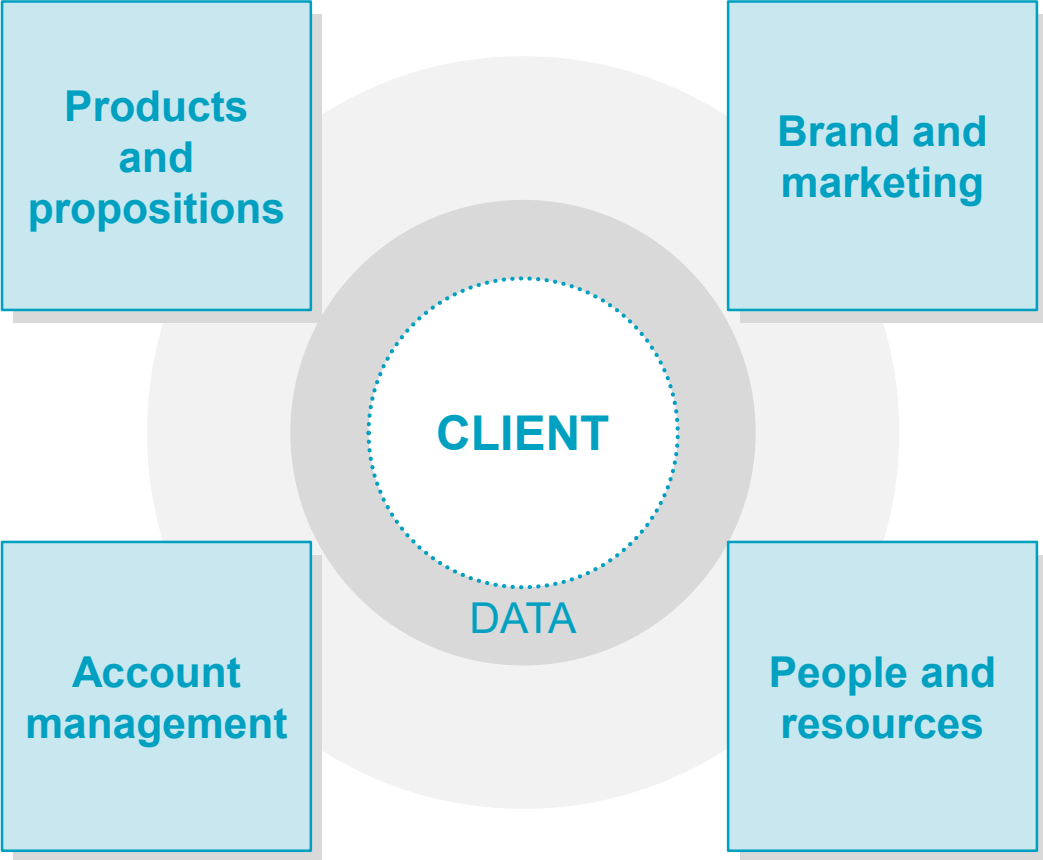 Products
and
propositions
Brand and
marketing
CLIENT
DATA
Account
management
People and
resources